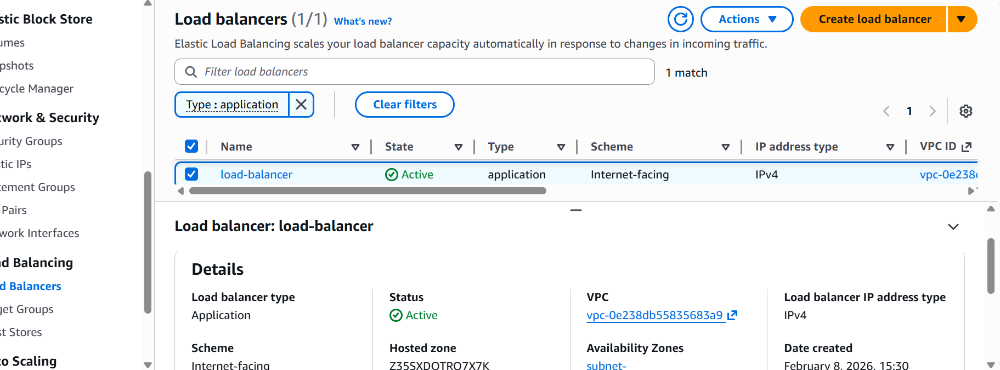 stic Block Store
umes
pshots
cycle Manager
twork & Security
urity Groups
tic IPs
cement Groups
Pairs
work Interfaces
d Balancing
d Balancers
get Groups
st Stores
to Scaling
Load balancers (1/1) What's new?
Actions
Create load balancer
Elastic Load Balancing scales your load balancer capacity automatically in response to changes in incoming traffic.
Filter load balancers
1 match
Type : application
Clear filters
1
Name State Type Scheme IP address type VPC ID
load-balancer Active application Internet-facing IPv4 vpc-0e238d
Load balancer: load-balancer
Details
Load balancer type
Application
Status
Active
VPC
vpc-0e238db55835683a9
Load balancer IP address type
IPv4
Scheme
Internet-facing
Hosted zone
Z35SXDOTRQ7X7K
Availability Zones
subnet-
Date created
February 8, 2026, 15:30